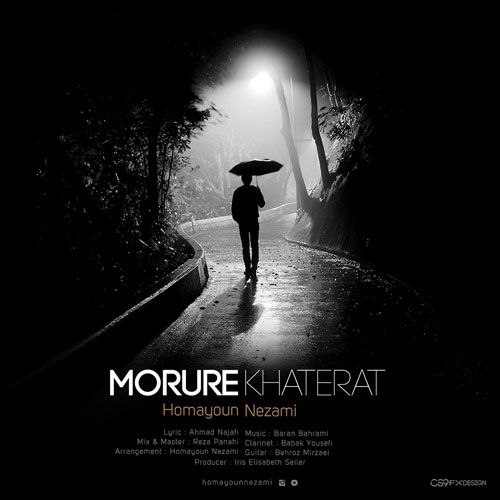 MORURE KHATERAT
Homayoun Nezami
Lyric : Ahmad Najafi Music : Baran Bahrami
Mix & Master : Reza Panahi Clarinet : Babak Yousefi
Arrangement : Homayoun Nezami Guitar : Behroz Mirzaei
Producer : Iris Elisabeth Seiler
homayounnezami
CS9FXDESIGN